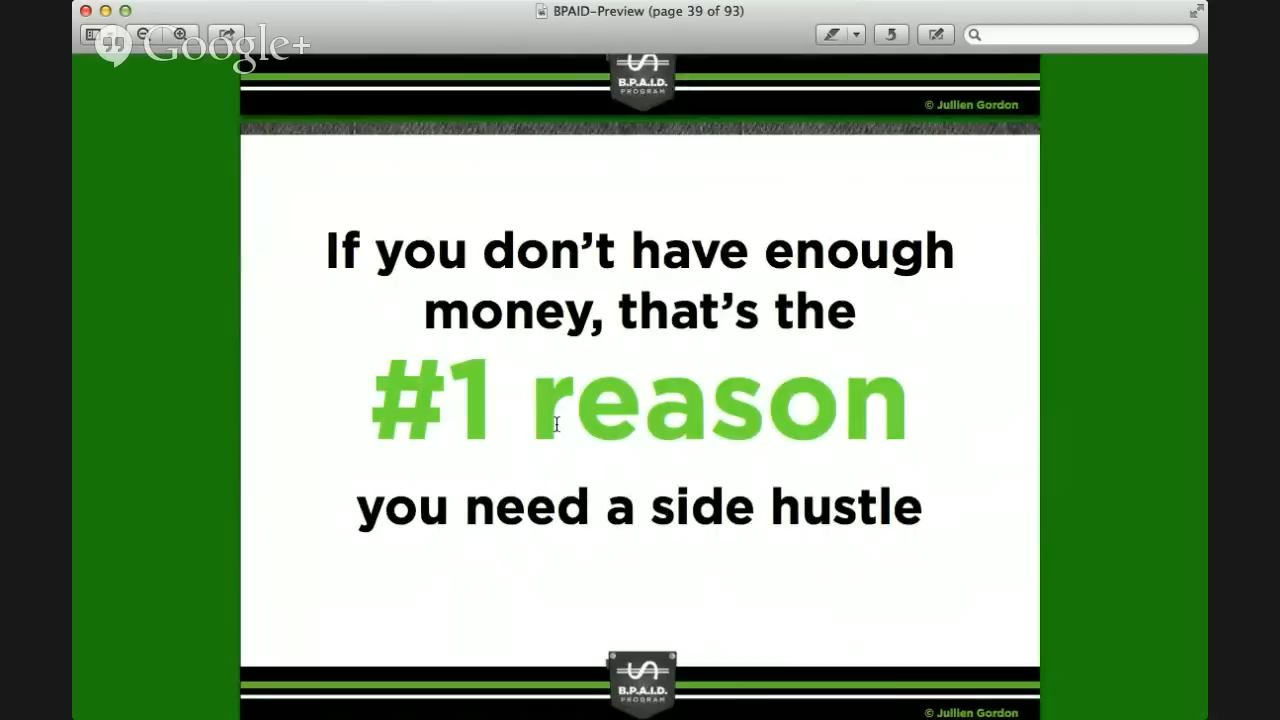 BPAID-Preview (page 39 of 93)
Google+
B.P.A.I.D.
PROGRAM
© Jullien Gordon
If you don't have enough
money, that's the
#1 reason
you need a side hustle
B.P.A.I.D.
PROGRAM
© Jullien Gordon